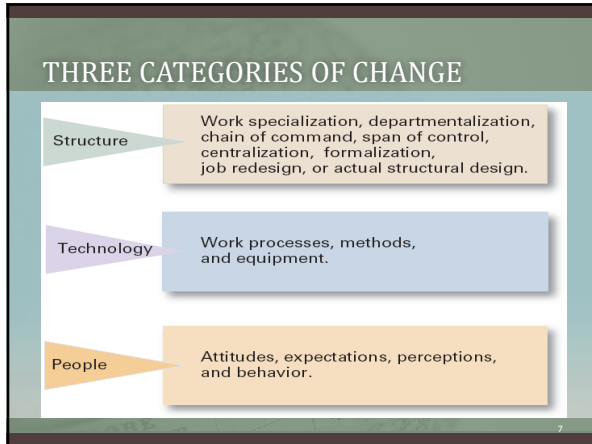 THREE CATEGORIES OF CHANGE
Structure
Work specialization, departmentalization,
chain of command, span of control,
centralization, formalization,
job redesign, or actual structural design.
Technology
Work processes, methods,
and equipment.
People
Attitudes, expectations, perceptions,
and behavior.
7